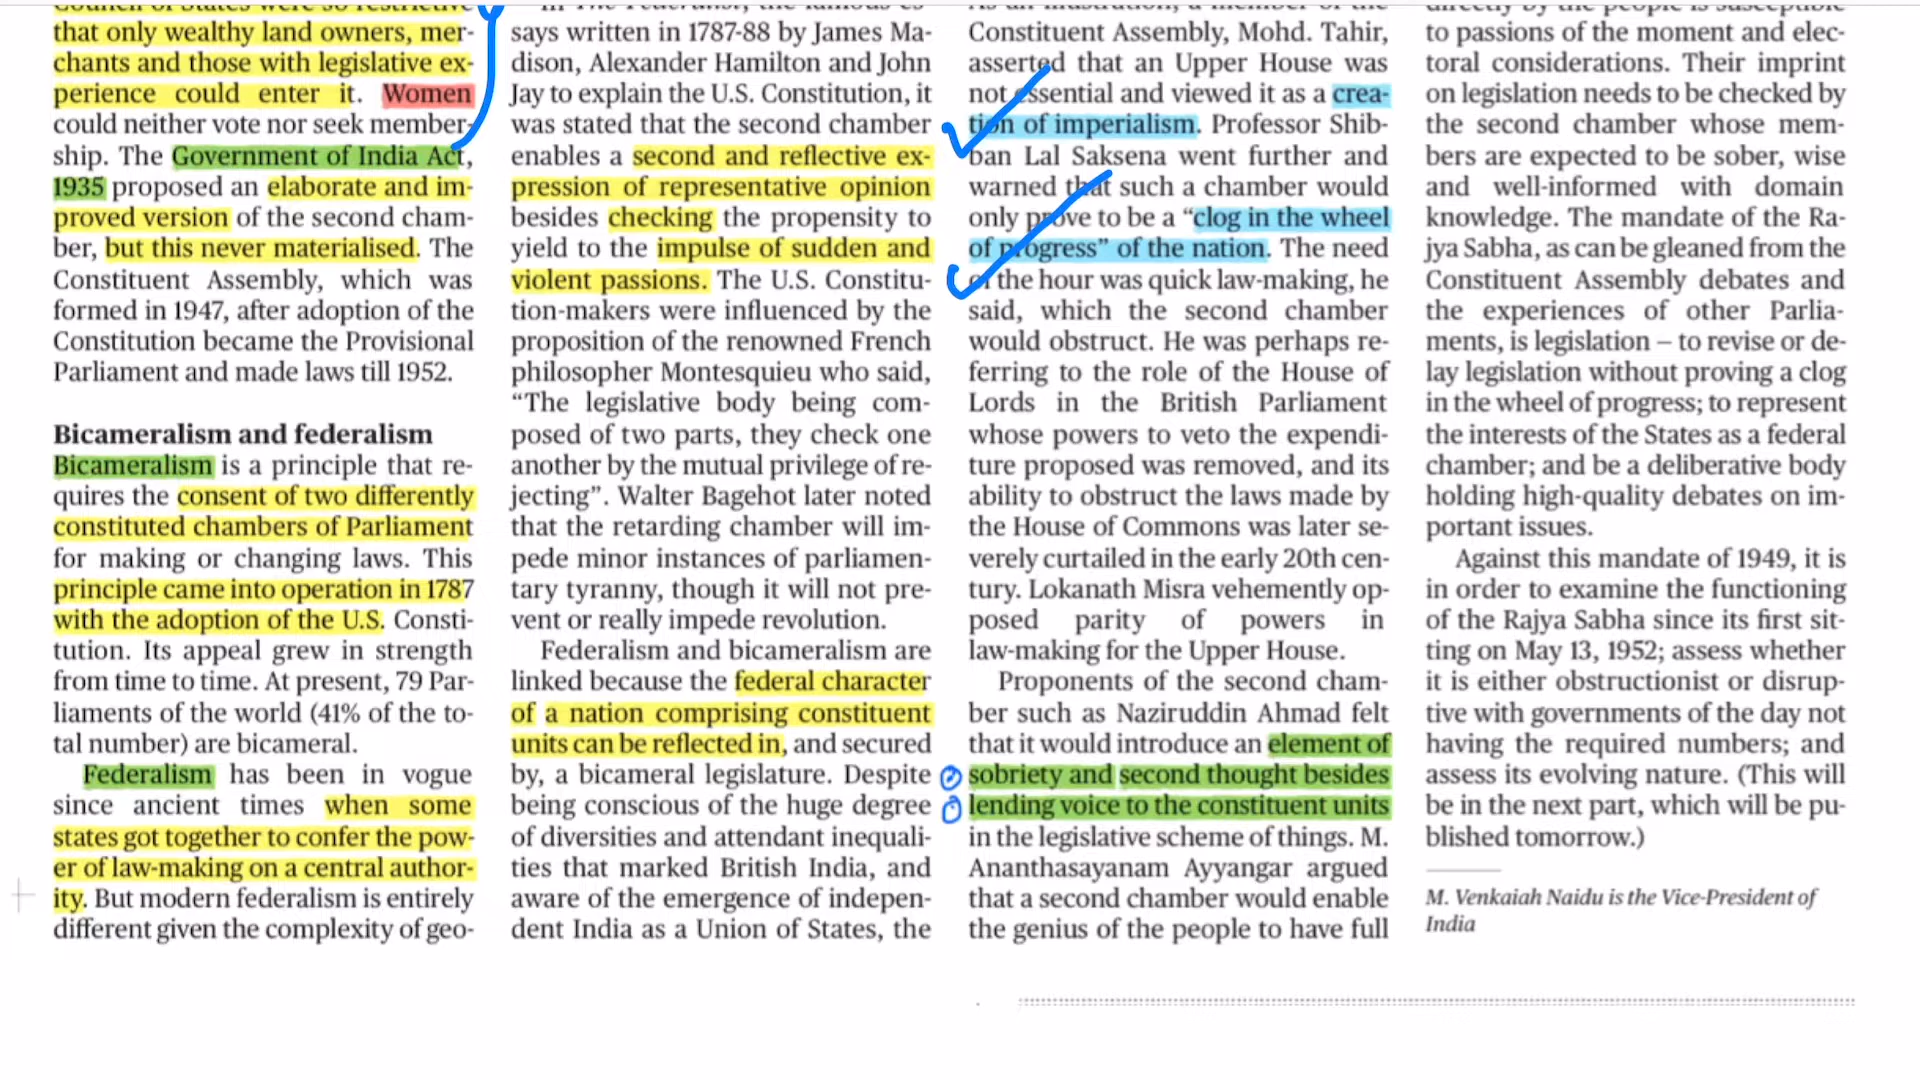 Council of States were so restrictive
that only wealthy land owners, mer-
chants and those with legislative ex-
perience could enter it. Women
could neither vote nor seek member-
ship. The Government of India Act,
1935 proposed an elaborate and im-
proved version of the second cham-
ber, but this never materialised. The
Constituent Assembly, which was
formed in 1947, after adoption of the
Constitution became the Provisional
Parliament and made laws till 1952.
Bicameralism and federalism
Bicameralism is a principle that re-
quires the consent of two differently
constituted chambers of Parliament
for making or changing laws. This
principle came into operation in 1787
with the adoption of the U.S. Consti-
tution. Its appeal grew in strength
from time to time. At present, 79 Par-
liaments of the world (41% of the to-
tal number) are bicameral.
Federalism has been in vogue
since ancient times when some
states got together to confer the pow-
er of law-making on a central author-
ity. But modern federalism is entirely
different given the complexity of geo-
In The Federalist, the famous es-
says written in 1787-88 by James Ma-
dison, Alexander Hamilton and John
Jay to explain the U.S. Constitution, it
was stated that the second chamber
enables a second and reflective ex-
pression of representative opinion
besides checking the propensity to
yield to the impulse of sudden and
violent passions. The U.S. Constitu-
tion-makers were influenced by the
proposition of the renowned French
philosopher Montesquieu who said,
“The legislative body being com-
posed of two parts, they check one
another by the mutual privilege of re-
jecting”. Walter Bagehot later noted
that the retarding chamber will im-
pede minor instances of parliamen-
tary tyranny, though it will not pre-
vent or really impede revolution.
Federalism and bicameralism are
linked because the federal character
of a nation comprising constituent
units can be reflected in, and secured
by, a bicameral legislature. Despite
being conscious of the huge degree
of diversities and attendant inequali-
ties that marked British India, and
aware of the emergence of indepen-
dent India as a Union of States, the
As an illustration, a member of the
Constituent Assembly, Mohd. Tahir,
asserted that an Upper House was
not essential and viewed it as a crea-
tion of imperialism. Professor Shib-
ban Lal Saksena went further and
warned that such a chamber would
only prove to be a “clog in the wheel
of progress” of the nation. The need
of the hour was quick law-making, he
said, which the second chamber
would obstruct. He was perhaps re-
ferring to the role of the House of
Lords in the British Parliament
whose powers to veto the expendi-
ture proposed was removed, and its
ability to obstruct the laws made by
the House of Commons was later se-
verely curtailed in the early 20th cen-
tury. Lokanath Misra vehemently op-
posed parity of powers in
law-making for the Upper House.
Proponents of the second cham-
ber such as Naziruddin Ahmad felt
that it would introduce an element of
sobriety and second thought besides
lending voice to the constituent units
in the legislative scheme of things. M.
Ananthasayanam Ayyangar argued
that a second chamber would enable
the genius of the people to have full
directly by the people is susceptible
to passions of the moment and elec-
toral considerations. Their imprint
on legislation needs to be checked by
the second chamber whose mem-
bers are expected to be sober, wise
and well-informed with domain
knowledge. The mandate of the Ra-
jya Sabha, as can be gleaned from the
Constituent Assembly debates and
the experiences of other Parlia-
ments, is legislation – to revise or de-
lay legislation without proving a clog
in the wheel of progress; to represent
the interests of the States as a federal
chamber; and be a deliberative body
holding high-quality debates on im-
portant issues.
Against this mandate of 1949, it is
in order to examine the functioning
of the Rajya Sabha since its first sit-
ting on May 13, 1952; assess whether
it is either obstructionist or disrup-
tive with governments of the day not
having the required numbers; and
assess its evolving nature. (This will
be in the next part, which will be pu-
blished tomorrow.)
M. Venkaiah Naidu is the Vice-President of
India